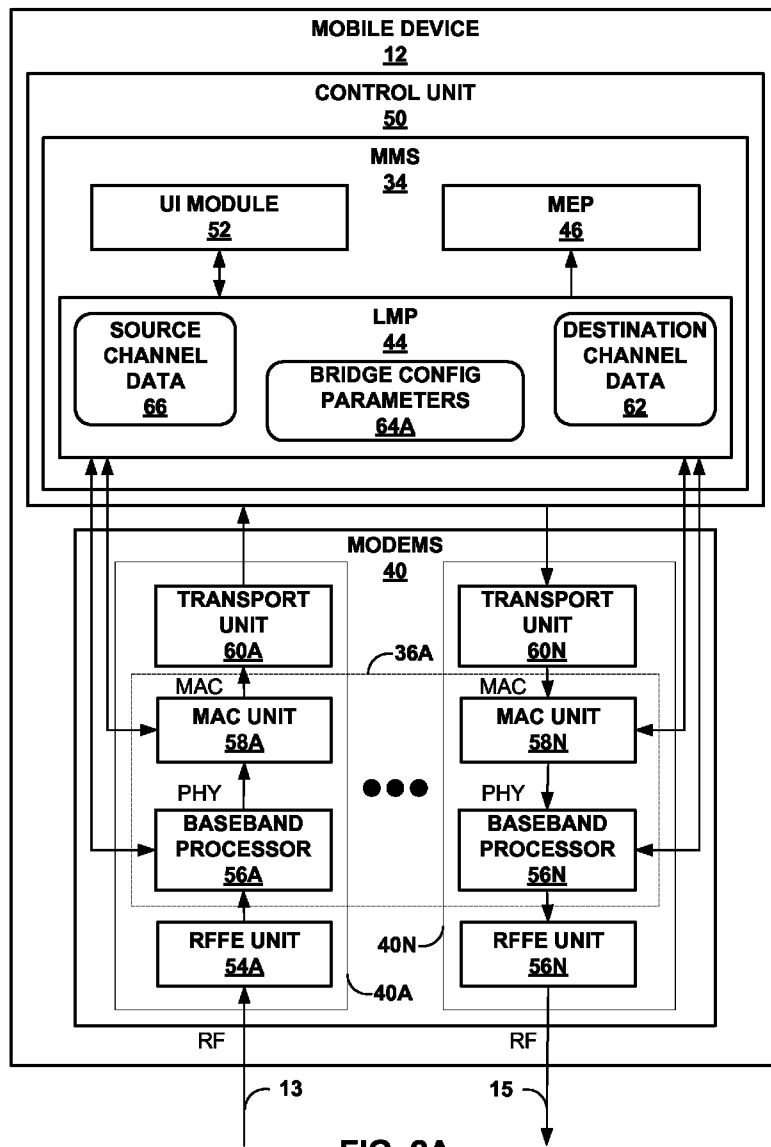 MOBILE DEVICE
12
CONTROL UNIT
50
MMS
34
UI MODULE
52
MEP
46
LMP
44
SOURCE
CHANNEL
DATA
66
BRIDGE CONFIG
PARAMETERS
64A
DESTINATION
CHANNEL
DATA
62
MODEMS
40
TRANSPORT
UNIT
60A
TRANSPORT
UNIT
60N
36A
MAC
MAC
MAC UNIT
58A
MAC UNIT
58N
PHY
PHY
BASEBAND
PROCESSOR
56A
BASEBAND
PROCESSOR
56N
RFFE UNIT
54A
40N
40A
RFFE UNIT
56N
RF
RF
13
15
FIG. 2A